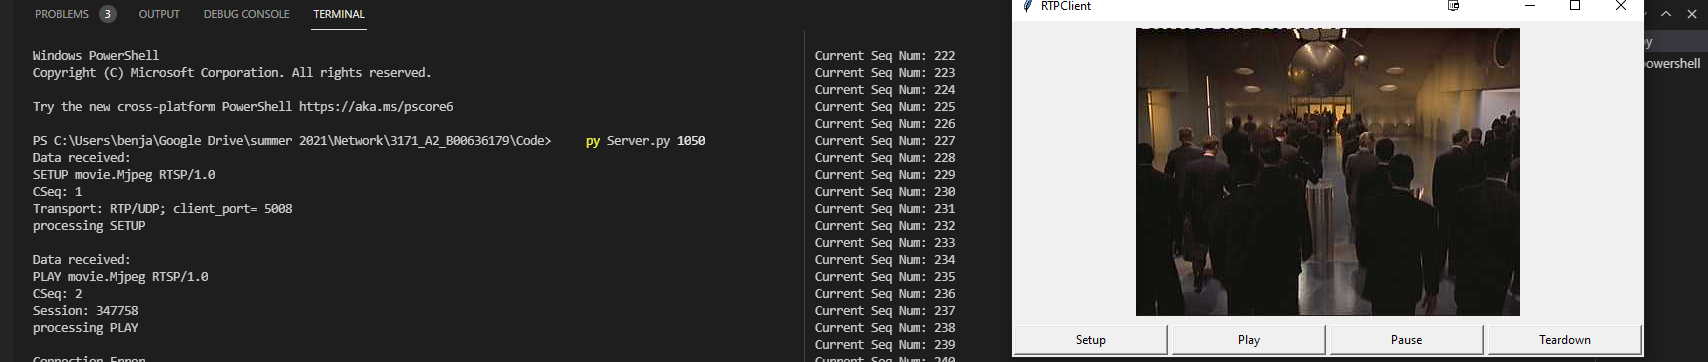 PROBLEMS 3 OUTPUT DEBUG CONSOLE TERMINAL
Windows PowerShell
Copyright (C) Microsoft Corporation. All rights reserved.
Try the new cross-platform PowerShell https://aka.ms/pscore6
PS C:\Users\benja\Google Drive\summer 2021\Network\3171_A2_B00636179\Code> py Server.py 1050
Data received:
SETUP movie.Mjpeg RTSP/1.0
CSeq: 1
Transport: RTP/UDP; client_port= 5008
processing SETUP
Data received:
PLAY movie.Mjpeg RTSP/1.0
CSeq: 2
Session: 347758
processing PLAY
Connection Error
Current Seq Num: 222
Current Seq Num: 223
Current Seq Num: 224
Current Seq Num: 225
Current Seq Num: 226
Current Seq Num: 227
Current Seq Num: 228
Current Seq Num: 229
Current Seq Num: 230
Current Seq Num: 231
Current Seq Num: 232
Current Seq Num: 233
Current Seq Num: 234
Current Seq Num: 235
Current Seq Num: 236
Current Seq Num: 237
Current Seq Num: 238
Current Seq Num: 239
Current Seq Num: 240
RTPClient
Setup Play Pause Teardown
py
powershell